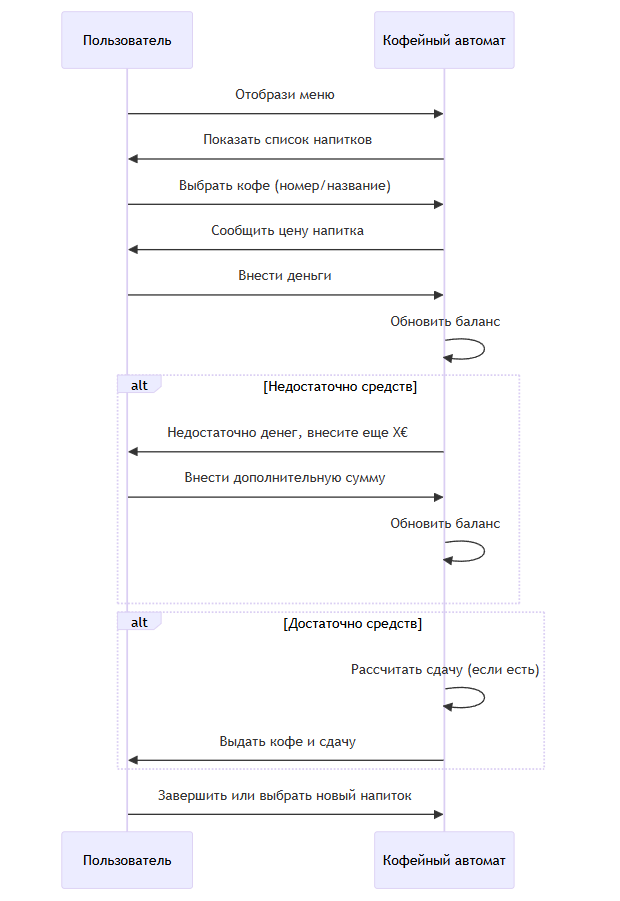 Пользователь
Кофейный автомат
Отобрази меню
Показать список напитков
Выбрать кофе (номер/название)
Сообщить цену напитка
Внести деньги
Обновить баланс
alt
[Недостаточно средств]
Недостаточно денег, внесите еще X€
Внести дополнительную сумму
Обновить баланс
alt
[Достаточно средств]
Рассчитать сдачу (если есть)
Выдать кофе и сдачу
Завершить или выбрать новый напиток
Пользователь
Кофейный автомат